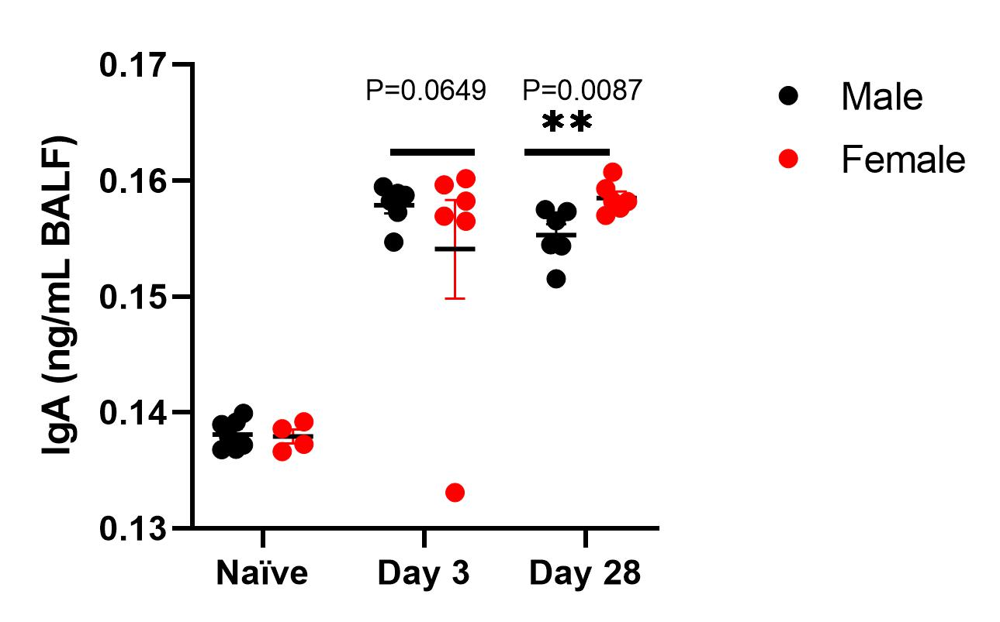 0.17
0.16
0.15
0.14
0.13
IgA (ng/mL BALF)
P=0.0649
P=0.0087
**
Naïve
Day 3
Day 28
Male
Female